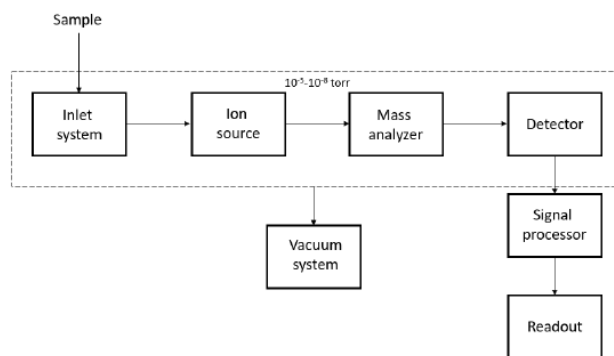 Sample
10⁻⁵-10⁻⁸ torr
Inlet
system
Ion
source
Mass
analyzer
Detector
Signal
processor
Vacuum
system
Readout